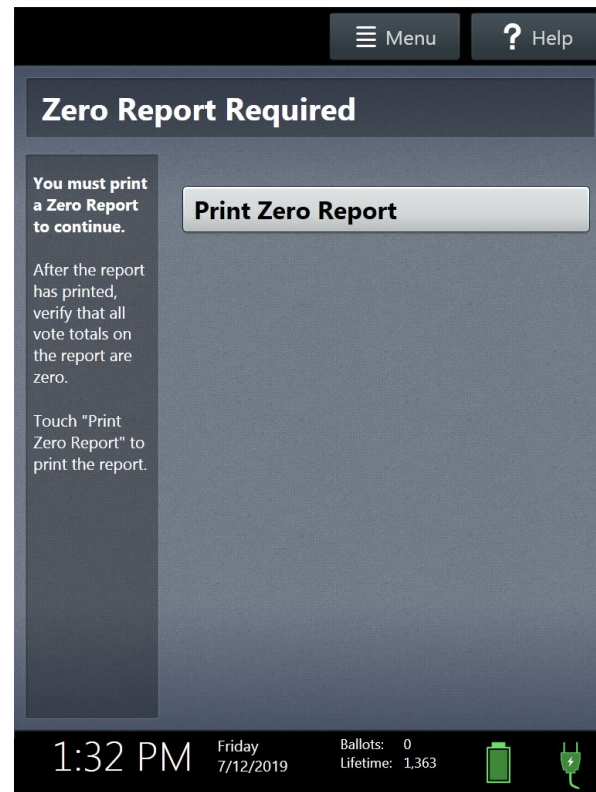 Menu
? Help
Zero Report Required
You must print
a Zero Report
to continue.
After the report
has printed,
verify that all
vote totals on
the report are
zero.
Touch "Print
Zero Report" to
print the report.
Print Zero Report
1:32 PM
Friday
7/12/2019
Ballots: 0
Lifetime: 1,363